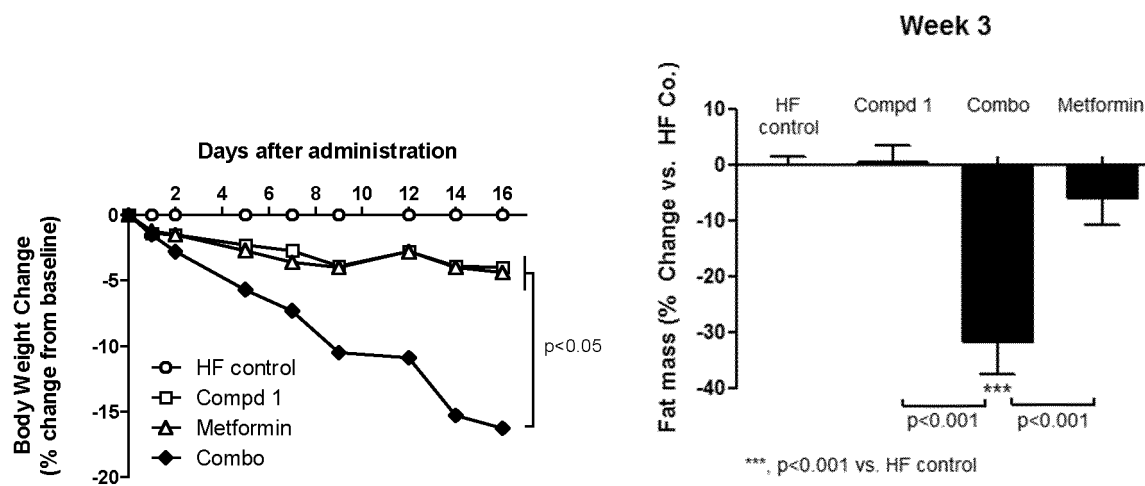 Days after administration
2 4 6 8 10 12 14 16
0
-5
-10
-15
-20
Body Weight Change
(% change from baseline)
HF control
Compd 1
Metformin
Combo
p<0.05
Week 3
HF
control
Compd 1
Combo
Metformin
10
0
-10
-20
-30
-40
Fat mass (% Change vs. HF Co.)
***
p<0.001 p<0.001
***, p<0.001 vs. HF control